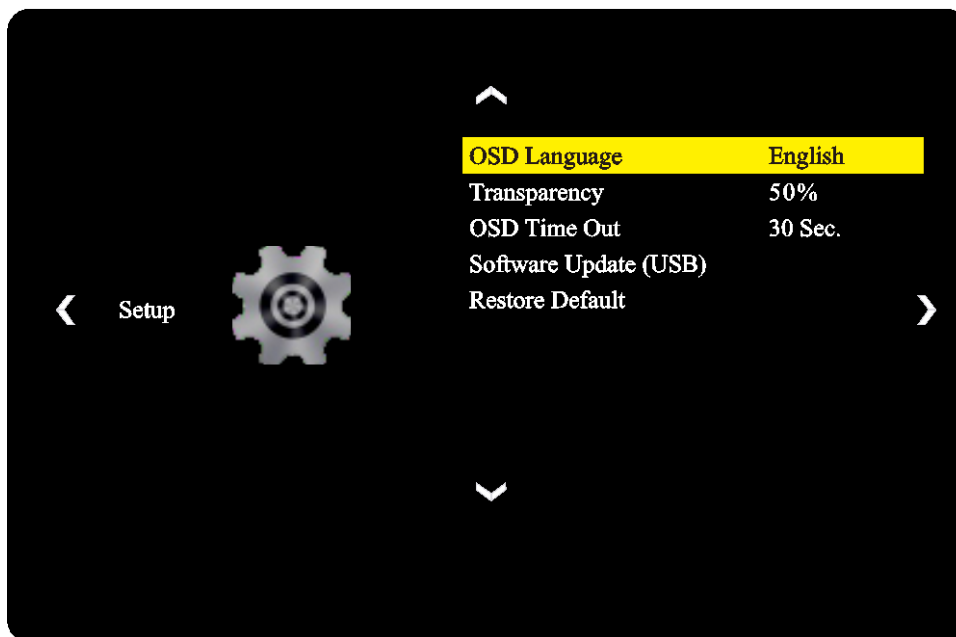 Setup
OSD Language English
Transparency 50%
OSD Time Out 30 Sec.
Software Update (USB)
Restore Default